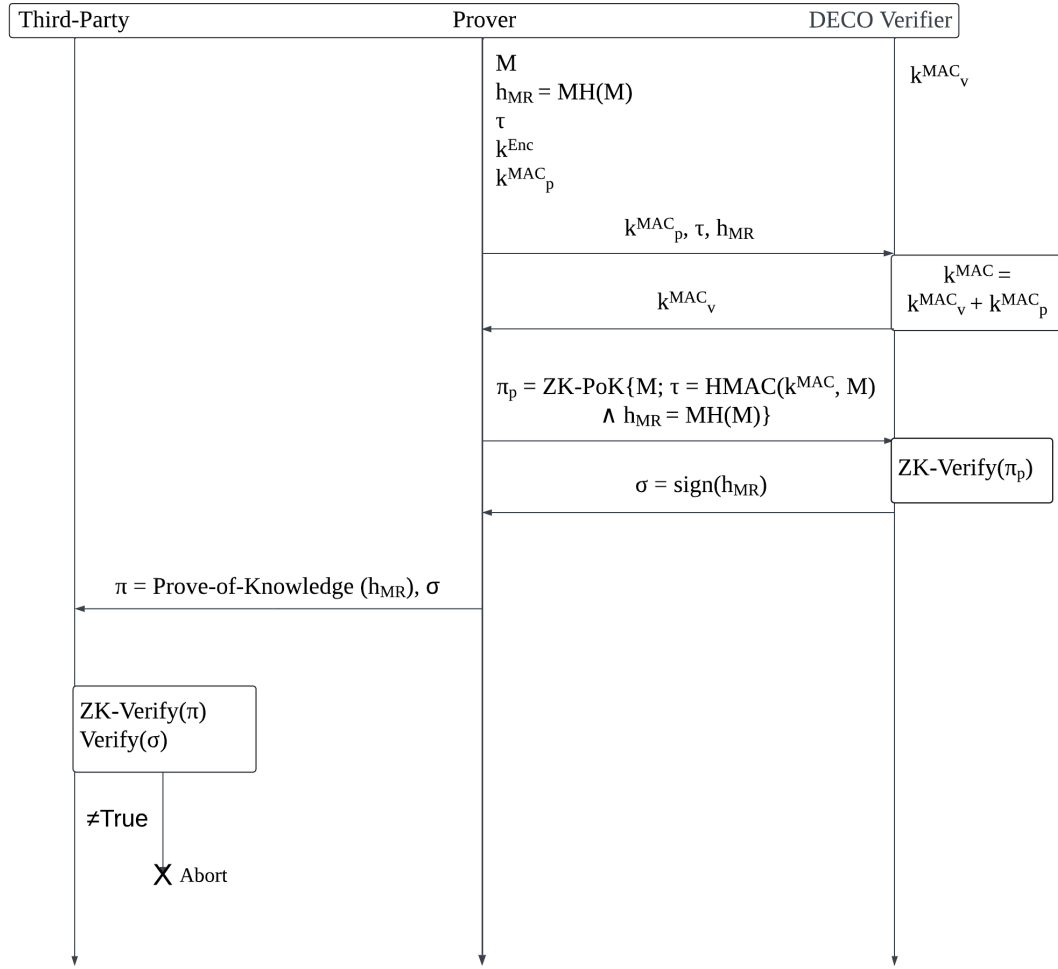 Third-Party Prover DECO Verifier
M
h_MR = MH(M)
τ
k^Enc
k^MAC_p
k^MAC_v
k^MAC_p, τ, h_MR
k^MAC =
k^MAC_v + k^MAC_p
k^MAC_v
π_p = ZK-PoK{M; τ = HMAC(k^MAC, M)
∧ h_MR = MH(M)}
ZK-Verify(π_p)
σ = sign(h_MR)
π = Prove-of-Knowledge (h_MR), σ
ZK-Verify(π)
Verify(σ)
≠True
X Abort